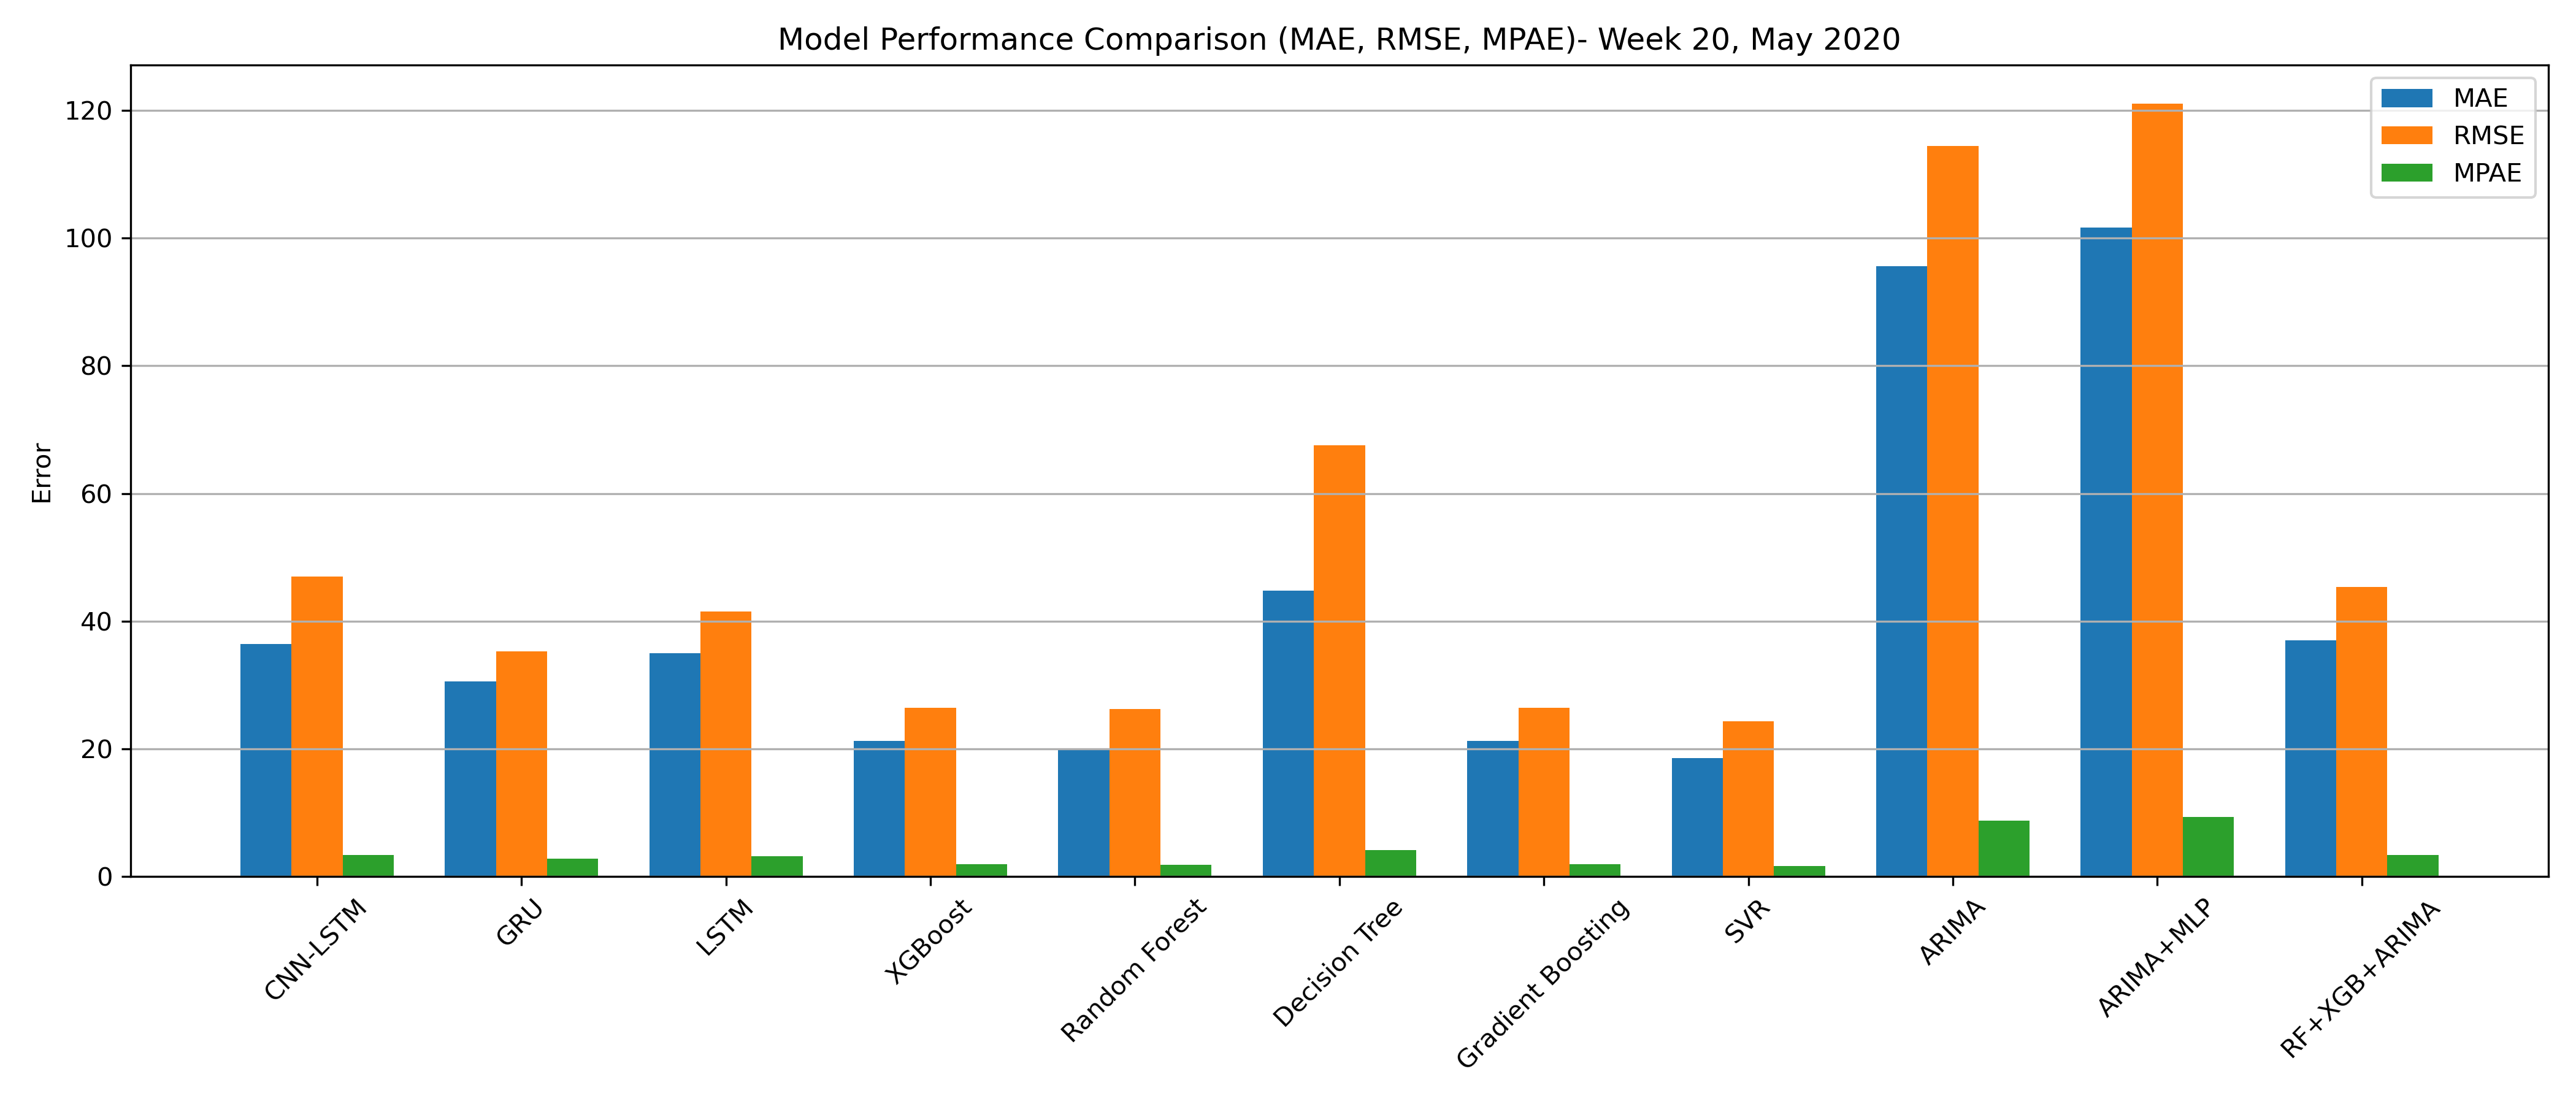 Model Performance Comparison (MAE, RMSE, MPAE)- Week 20, May 2020
MAE
RMSE
MPAE
Error
120
100
80
60
40
20
0
CNN-LSTM
GRU
LSTM
XGBoost
Random Forest
Decision Tree
Gradient Boosting
SVR
ARIMA
ARIMA+MLP
RF+XGB+ARIMA